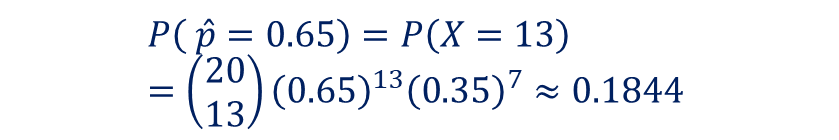 P( p̂ = 0.65) = P(X = 13)
= (20 13) (0.65)¹³(0.35)⁷ ≈ 0.1844